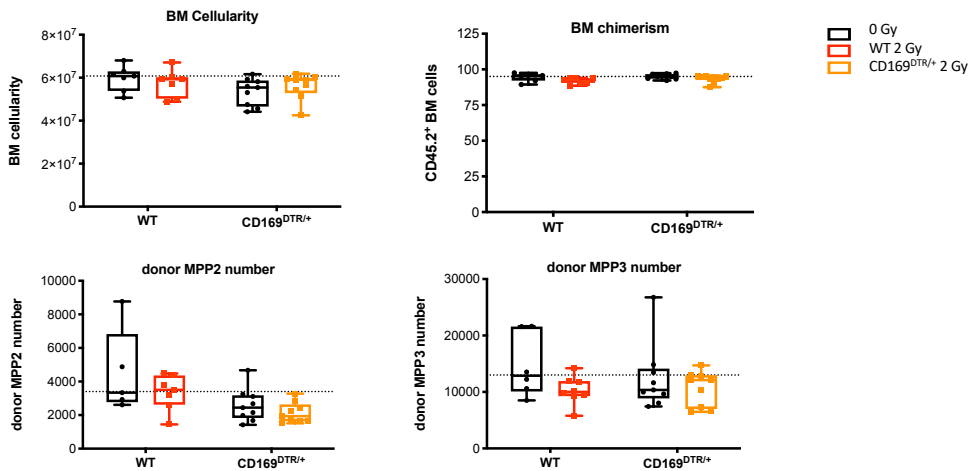 BM Cellularity
8×10⁷
6×10⁷
4×10⁷
2×10⁷
0
BM cellularity
WT
CD169ᴰᵀᴿ/⁺
BM chimerism
125
100
75
50
25
0
CD45.2⁺ BM cells
WT
CD169ᴰᵀᴿ/⁺
0 Gy
WT 2 Gy
CD169ᴰᵀᴿ/⁺ 2 Gy
donor MPP2 number
10000
8000
6000
4000
2000
0
donor MPP2 number
WT
CD169ᴰᵀᴿ/⁺
donor MPP3 number
30000
20000
10000
0
donor MPP3 number
WT
CD169ᴰᵀᴿ/⁺